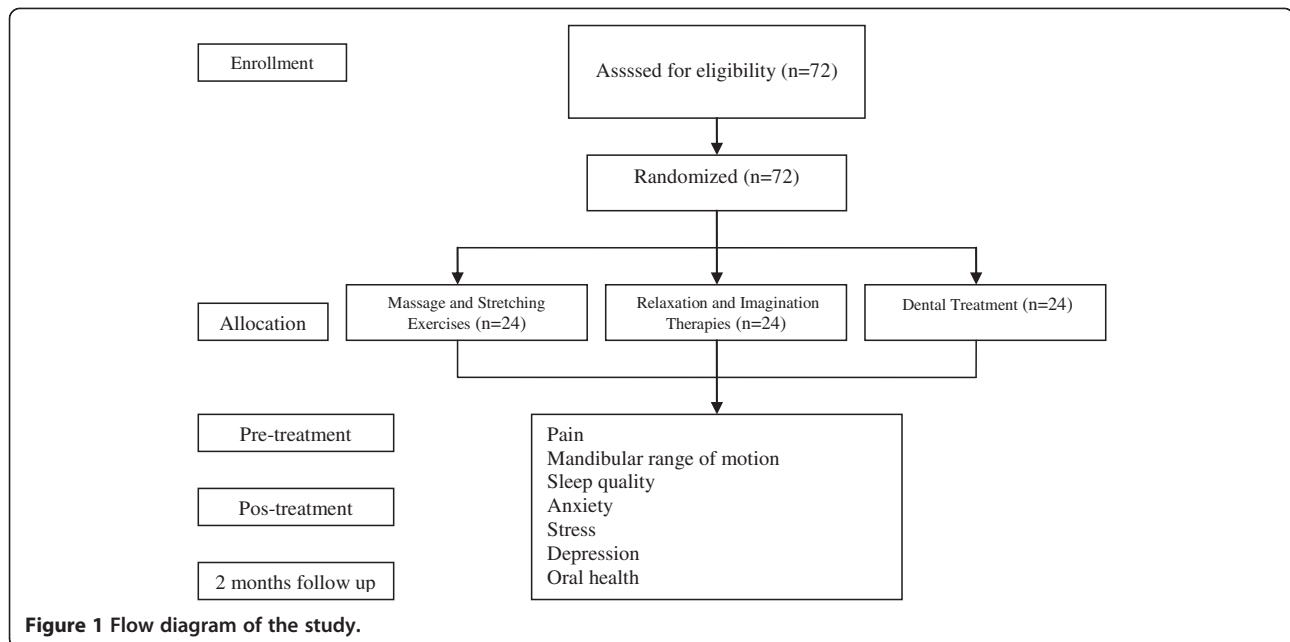 Enrollment
Assssed for eligibility (n=72)
Randomized (n=72)
Allocation
Massage and Stretching
Exercises (n=24)
Relaxation and Imagination
Therapies (n=24)
Dental Treatment (n=24)
Pre-treatment
Pos-treatment
2 months follow up
Pain
Mandibular range of motion
Sleep quality
Anxiety
Stress
Depression
Oral health
Figure 1 Flow diagram of the study.